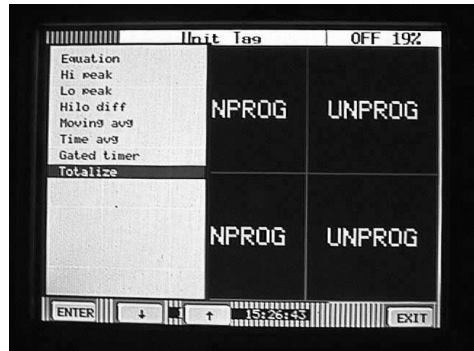 Unit Tag OFF 19%
Equation
Hi peak
Lo peak
Hilo diff
Moving avg
Time avg
Gated timer
Totalize
NPROG UNPROG
NPROG UNPROG
ENTER ↓ ↑ 15:26:43 EXIT